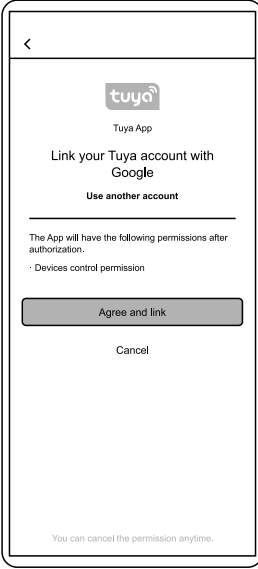 tuya
Tuya App
Link your Tuya account with
Google
Use another account
The App will have the following permissions after
authorization.
· Devices control permission
Agree and link
Cancel
You can cancel the permission anytime.